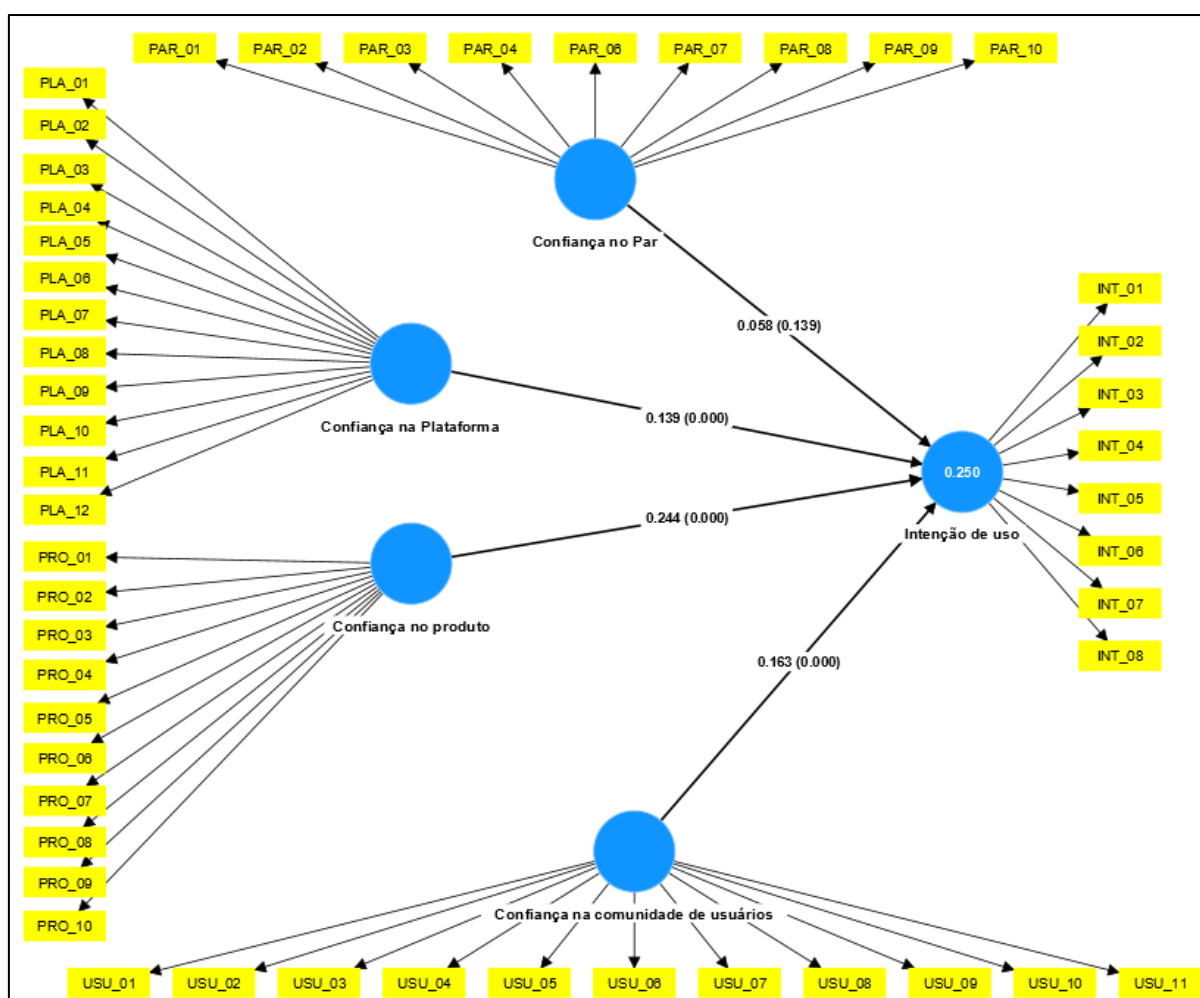 PAR_01
PAR_02
PAR_03
PAR_04
PAR_06
PAR_07
PAR_08
PAR_09
PAR_10
PLA_01
PLA_02
PLA_03
PLA_04
PLA_05
PLA_06
PLA_07
PLA_08
PLA_09
PLA_10
PLA_11
PLA_12
Confiança no Par
0.058 (0.139)
Confiança na Plataforma
0.139 (0.000)
INT_01
INT_02
INT_03
INT_04
INT_05
INT_06
INT_07
INT_08
0.250
Intenção de uso
0.244 (0.000)
PRO_01
PRO_02
PRO_03
PRO_04
PRO_05
PRO_06
PRO_07
PRO_08
PRO_09
PRO_10
Confiança no produto
0.163 (0.000)
Confiança na comunidade de usuários
USU_01
USU_02
USU_03
USU_04
USU_05
USU_06
USU_07
USU_08
USU_09
USU_10
USU_11